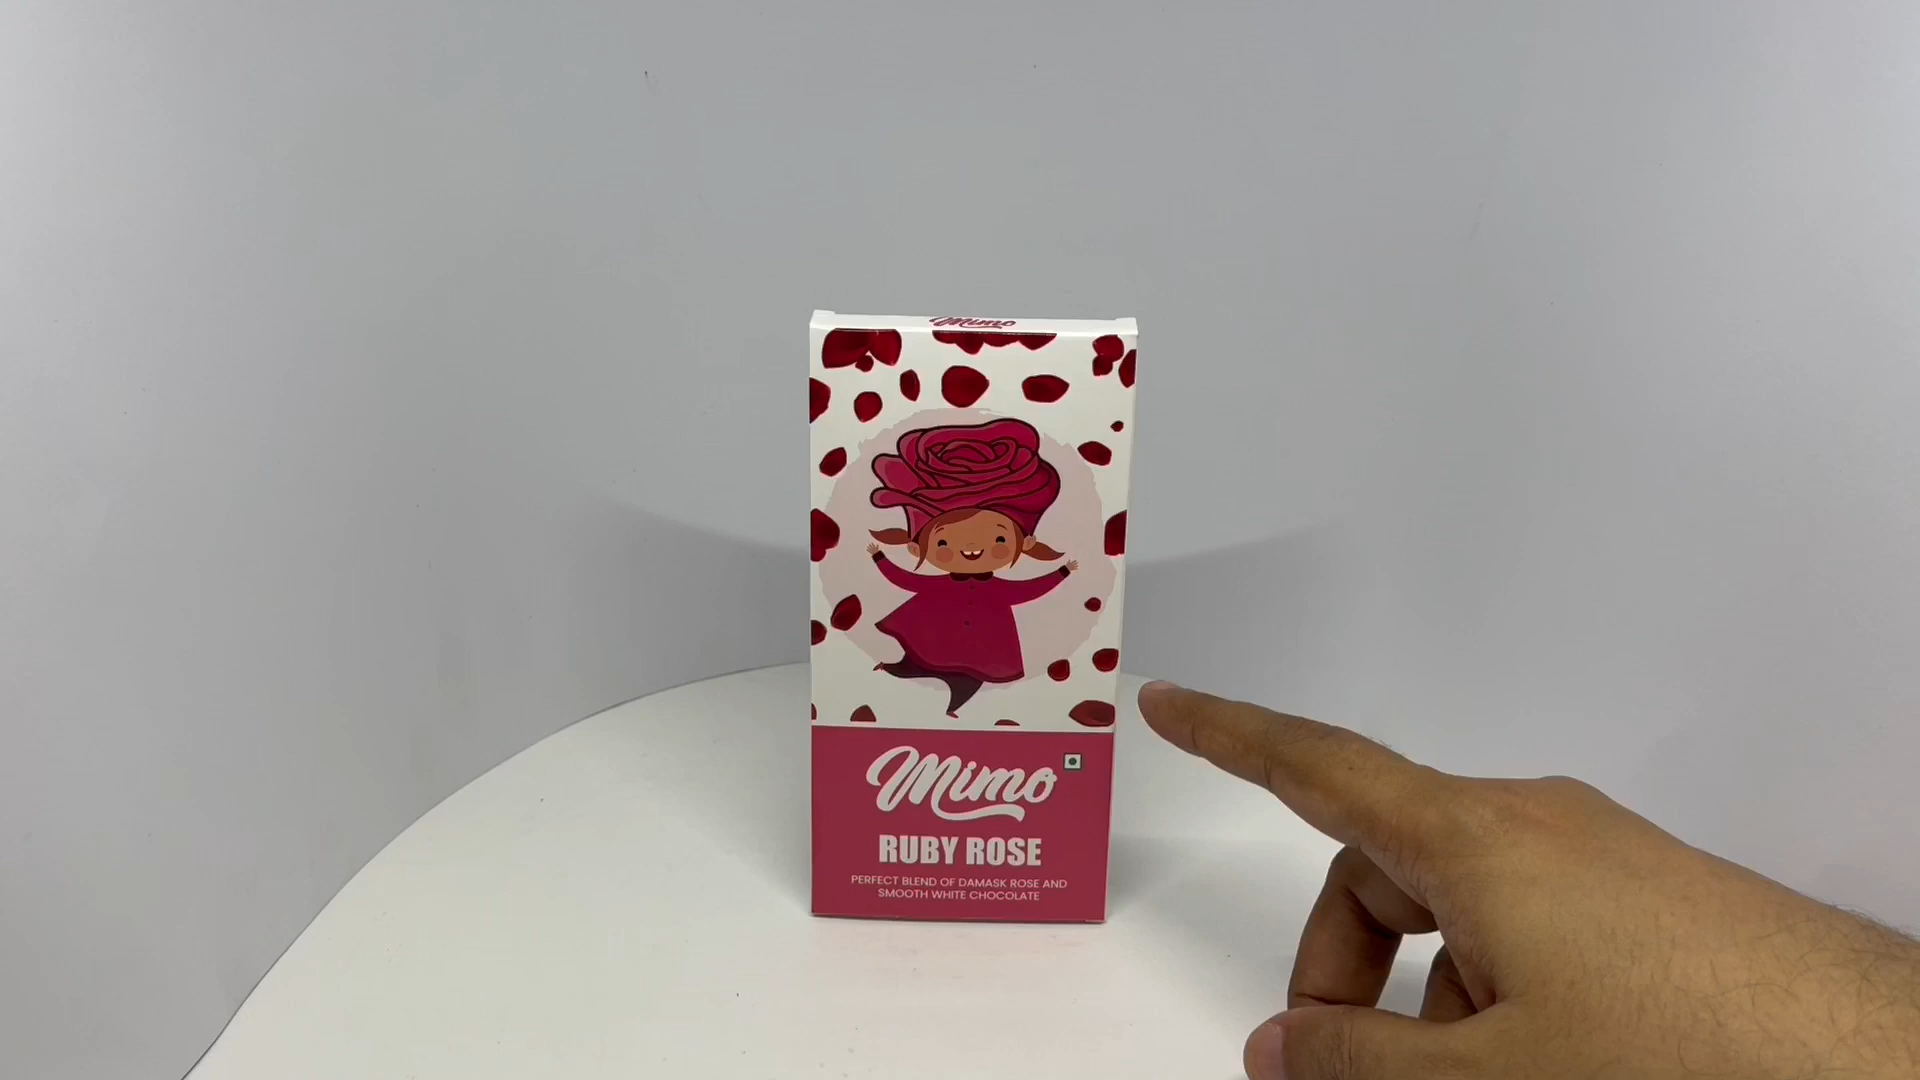 Mimo
Mimo
RUBY ROSE
PERFECT BLEND OF DAMASK ROSE AND
SMOOTH WHITE CHOCOLATE